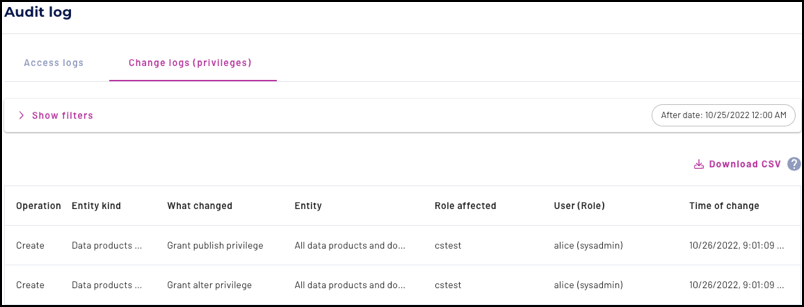 Audit log
Access logs Change logs (privileges)
Show filters After date: 10/25/2022 12:00 AM
Download CSV ?
Operation Entity kind What changed Entity Role affected User (Role) Time of change
Create Data products ... Grant publish privilege All data products and do... cstest alice (sysadmin) 10/26/2022, 9:01:09 ...
Create Data products ... Grant alter privilege All data products and do... cstest alice (sysadmin) 10/26/2022, 9:01:09 ...